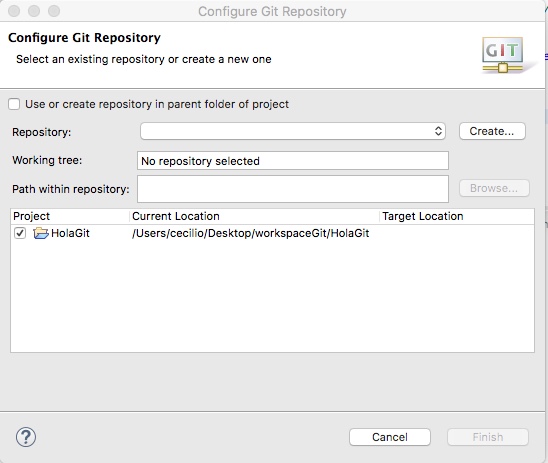 Configure Git Repository
Configure Git Repository
Select an existing repository or create a new one
GIT
Use or create repository in parent folder of project
Repository:
Create...
Working tree:
No repository selected
Path within repository:
Browse...
Project Current Location Target Location
HolaGit /Users/cecilio/Desktop/workspaceGit/HolaGit
?
Cancel
Finish